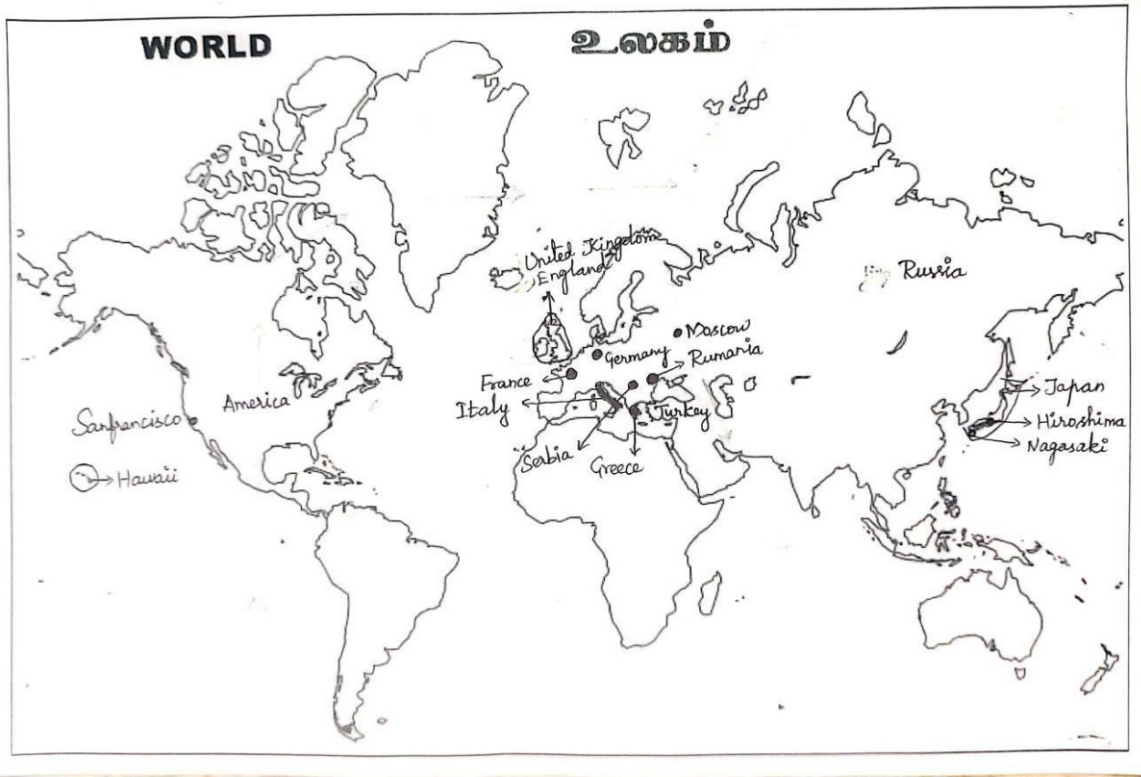 WORLD
உலகம்
United Kingdom
England
Russia
Moscow
Germany
Rumaria
France
Italy
America
Turkey
Japan
Sanfrancisco
Hiroshima
Nagasaki
Serbia
Greece
Hawaii